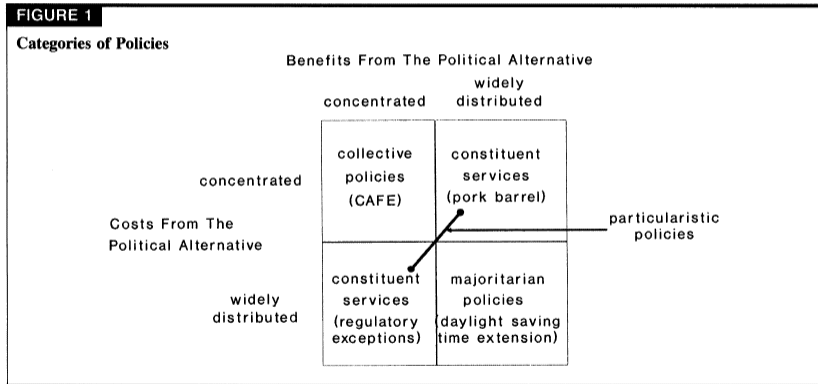 FIGURE 1
Categories of Policies
Benefits From The Political Alternative
concentrated
widely
distributed
concentrated
collective
policies
(CAFE)
constituent
services
(pork barrel)
Costs From The
Political Alternative
particularistic
policies
widely
distributed
constituent
services
(regulatory
exceptions)
majoritarian
policies
(daylight saving
time extension)